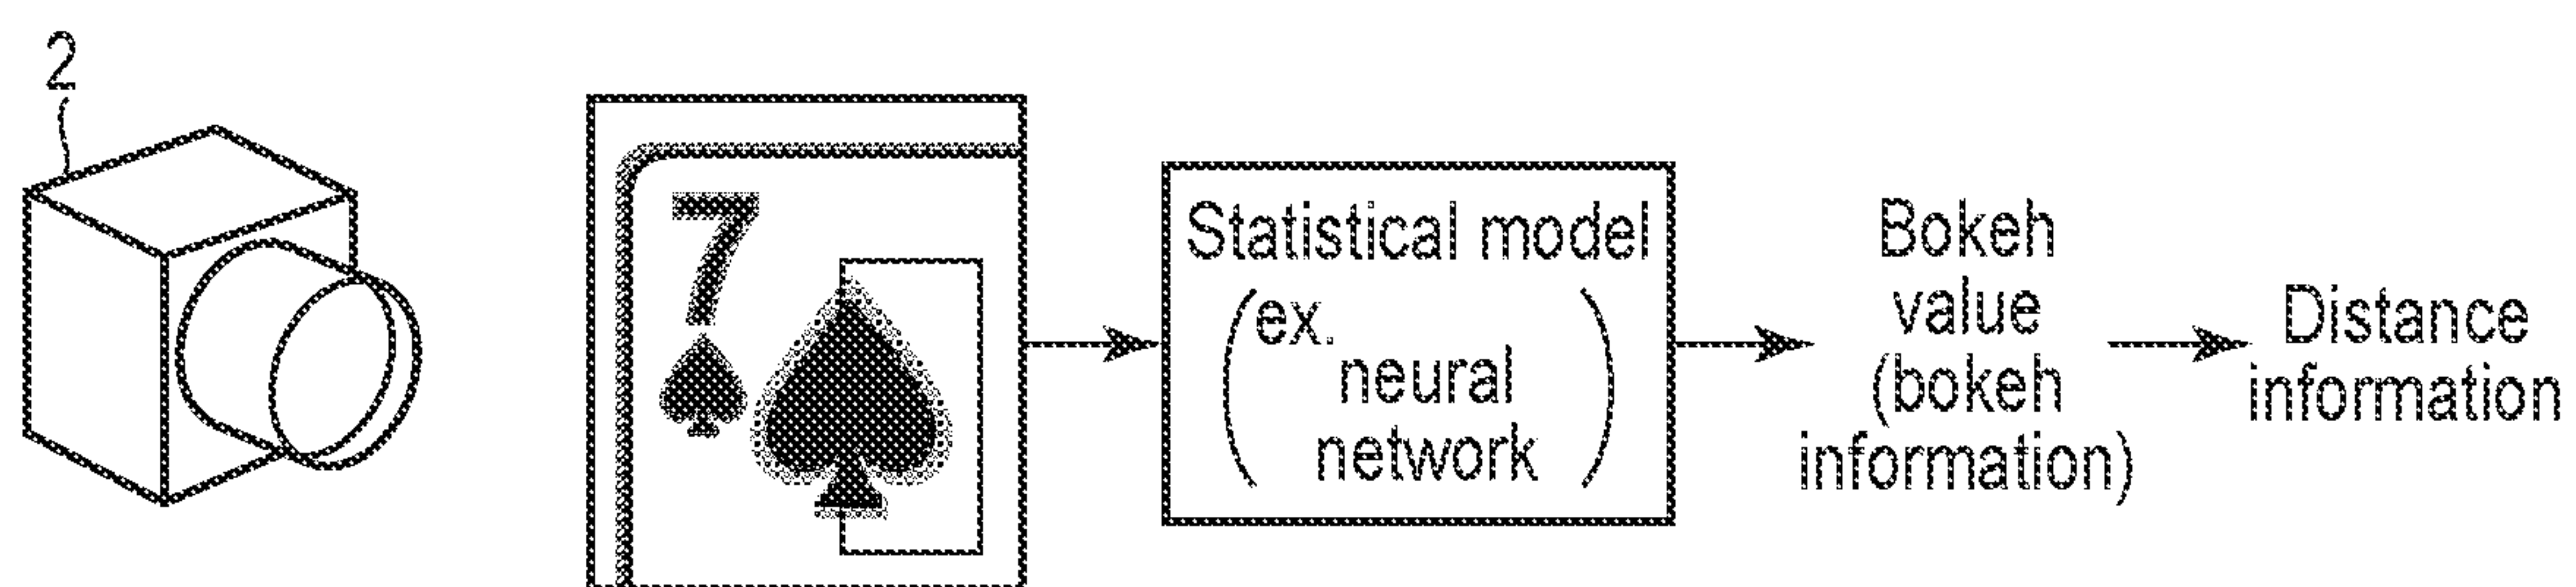 2
7
Statistical model
(ex.
neural
network)
Bokeh
value
(bokeh
information)
Distance
information